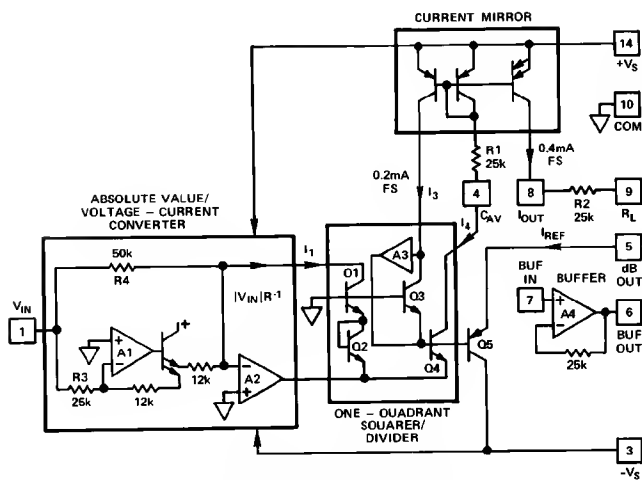 CURRENT MIRROR
14
+VS
10
COM
R1
25k
0.2mA
FS
I3
4
CAV
I4
0.4mA
FS
8
IOUT
R2
25k
9
RL
IREF
5
dB
OUT
ABSOLUTE VALUE/
VOLTAGE – CURRENT
CONVERTER
50k
R4
I1
|VIN|R-1
VIN
1
A1
+
R3
25k
12k
12k
A2
A3
Q1
Q2
Q3
Q4
Q5
BUF
IN
BUFFER
7
A4
6
BUF
OUT
25k
ONE – QUADRANT
SQUARER/
DIVIDER
3
-VS